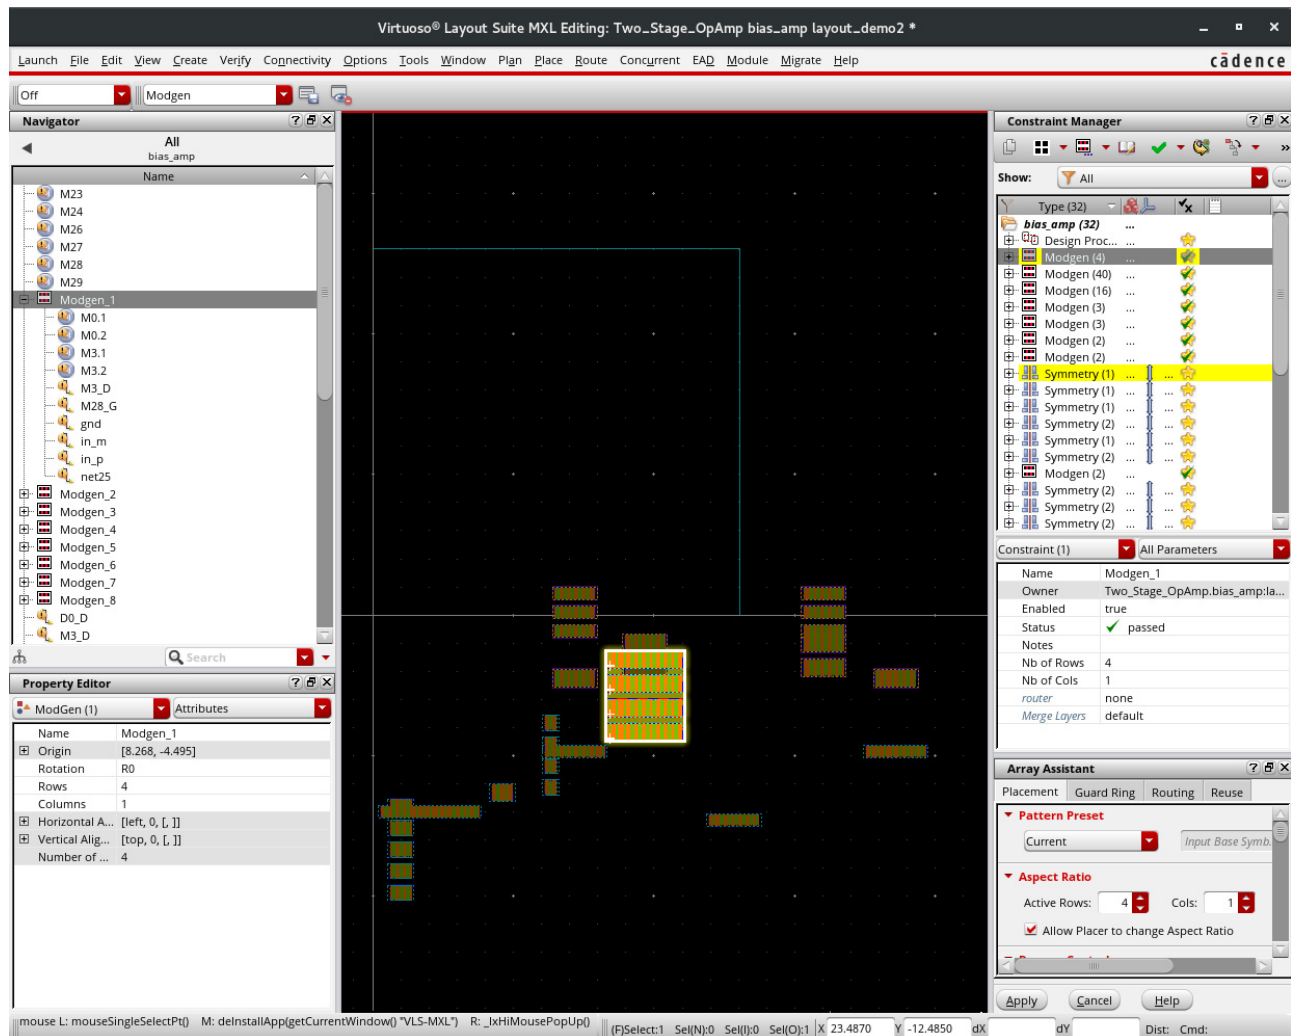 Virtuoso® Layout Suite MXL Editing: Two_Stage_OpAmp bias_amp layout_demo2 *
Launch File Edit View Create Verify Connectivity Options Tools Window Plan Place Route Concurrent EAD Module Migrate Help
cādence
Off
Modgen
Navigator
All
bias_amp
Name
M23
M24
M26
M27
M28
M29
Modgen_1
M0.1
M0.2
M3.1
M3.2
M3_D
M28_G
gnd
in_m
in_p
net25
Modgen_2
Modgen_3
Modgen_4
Modgen_5
Modgen_6
Modgen_7
Modgen_8
D0_D
M3_D
Search
Property Editor
ModGen (1)
Attributes
Name Modgen_1
Origin [8.268, -4.495]
Rotation R0
Rows 4
Columns 1
Horizontal A... [left, 0, [, ]]
Vertical Alig... [top, 0, [, ]]
Number of ... 4
Constraint Manager
Show: All
Type (32)
bias_amp (32) ...
Design Proc... ...
Modgen (4) ...
Modgen (40) ...
Modgen (16) ...
Modgen (3) ...
Modgen (3) ...
Modgen (2) ...
Modgen (2) ...
Symmetry (1) ... ...
Symmetry (1) ... ...
Symmetry (1) ... ...
Symmetry (2) ... ...
Symmetry (1) ... ...
Symmetry (2) ... ...
Modgen (2) ...
Symmetry (2) ... ...
Symmetry (2) ... ...
Symmetry (2) ... ...
Constraint (1)
All Parameters
Name Modgen_1
Owner Two_Stage_OpAmp.bias_amp:la...
Enabled true
Status passed
Notes
Nb of Rows 4
Nb of Cols 1
router none
Merge Layers default
Array Assistant
Placement Guard Ring Routing Reuse
Pattern Preset
Current
Input Base Symb.
Aspect Ratio
Active Rows: 4 Cols: 1
Allow Placer to change Aspect Ratio
Apply Cancel Help
mouse L: mouseSingleSelectPt() M: deInstallApp(getCurrentWindow() "VLS-MXL") R: _lxHiMousePopUp()
(F)Select:1 Sel(N):0 Sel(I):0 Sel(O):1 X 23.4870 Y -12.4850 dX dY Dist: Cmd: